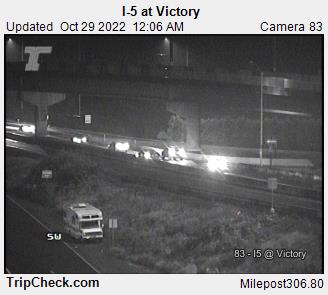 I-5 at Victory
Updated Oct 29 2022 12:06 AM Camera 83
T
SW
83 - I5 @ Victory
TripCheck.com Milepost306.80